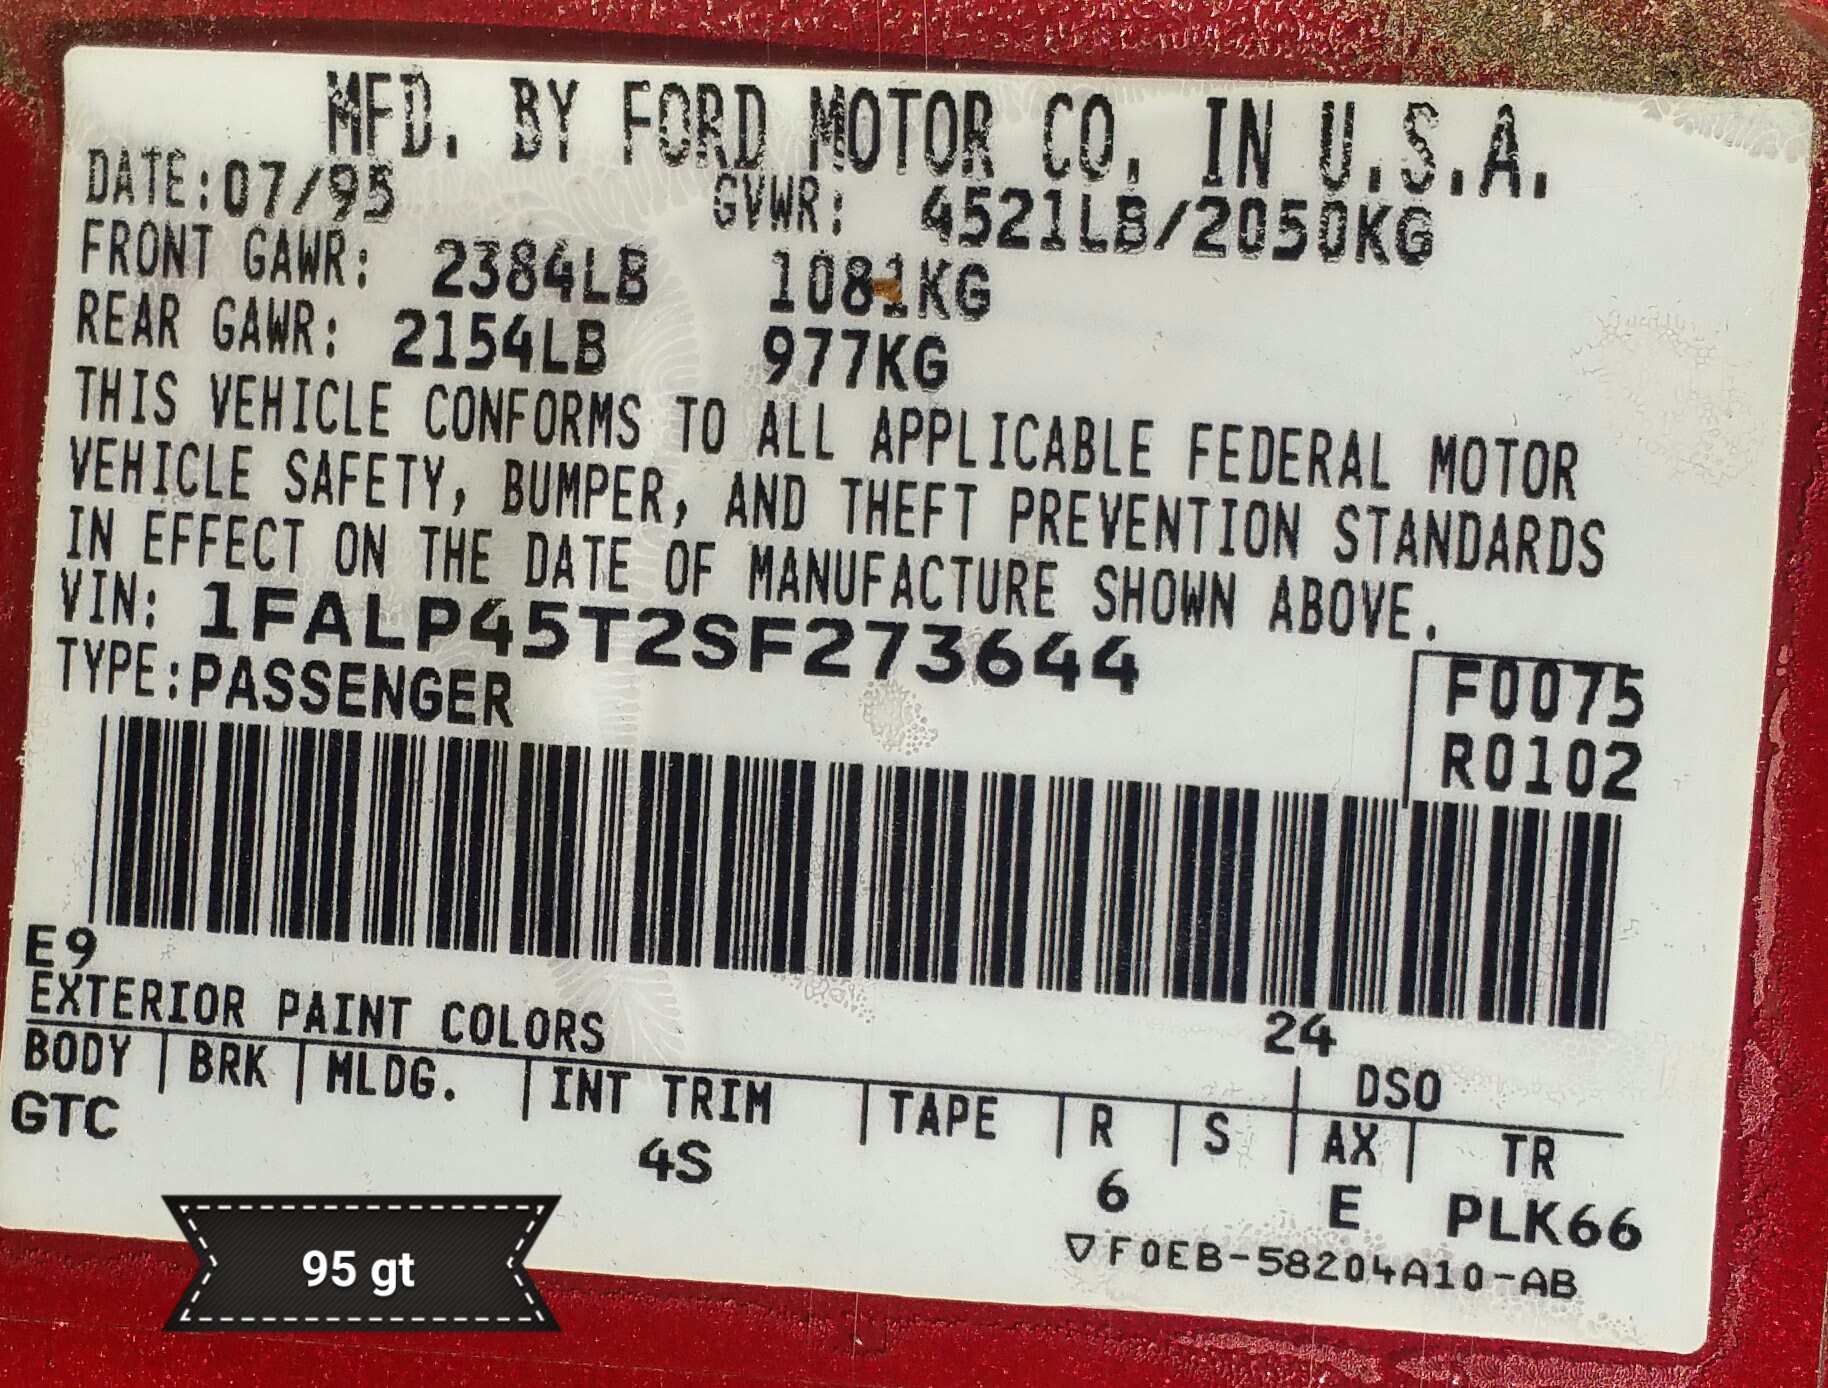 MFD. BY FORD MOTOR CO. IN U.S.A.
DATE: 07/95 GVWR: 4521LB/2050KG
FRONT GAWR: 2384LB 1081KG
REAR GAWR: 2154LB 977KG
THIS VEHICLE CONFORMS TO ALL APPLICABLE FEDERAL MOTOR
VEHICLE SAFETY, BUMPER, AND THEFT PREVENTION STANDARDS
IN EFFECT ON THE DATE OF MANUFACTURE SHOWN ABOVE.
VIN: 1FALP45T2SF273644
TYPE: PASSENGER
F0075
R0102
E9
EXTERIOR PAINT COLORS 24 DSO
BODY BRK MLDG. INT TRIM TAPE R S AX TR
GTC 4S 6 E PLK66
▽F0EB-58204A10-AB
95 gt